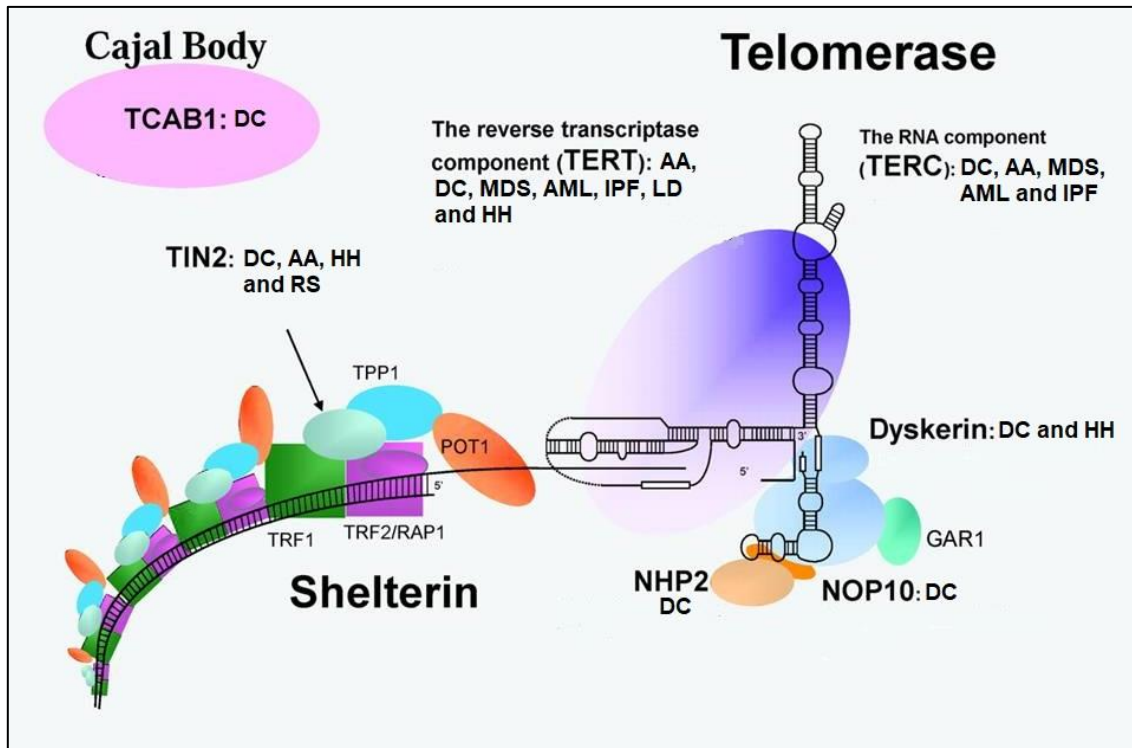 Cajal Body
TCAB1: DC
Telomerase
The reverse transcriptase
component (TERT): AA,
DC, MDS, AML, IPF, LD
and HH
The RNA component
(TERC): DC, AA, MDS,
AML and IPF
TIN2: DC, AA, HH
and RS
TPP1
POT1
5'
TRF1
TRF2/RAP1
Shelterin
3'
5'
Dyskerin: DC and HH
GAR1
NHP2
DC
NOP10: DC